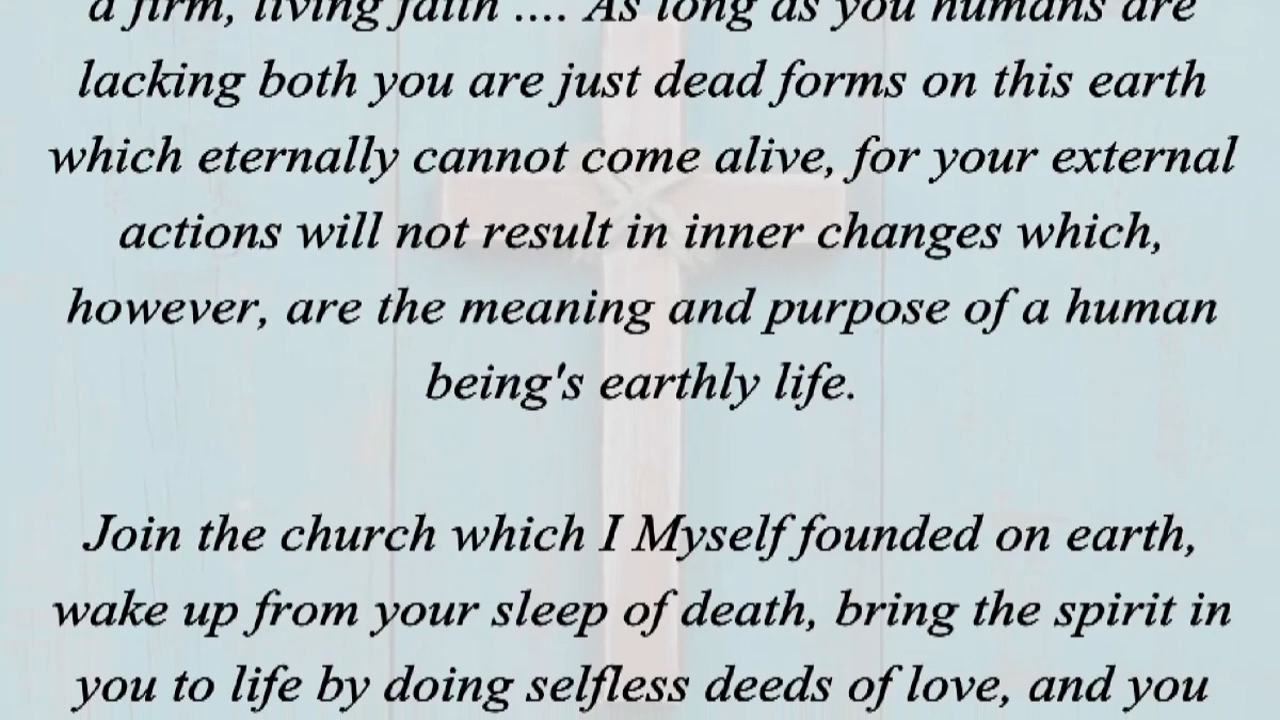 a firm, living faith .... As long as you humans are
lacking both you are just dead forms on this earth
which eternally cannot come alive, for your external
actions will not result in inner changes which,
however, are the meaning and purpose of a human
being's earthly life.
Join the church which I Myself founded on earth,
wake up from your sleep of death, bring the spirit in
you to life by doing selfless deeds of love, and you